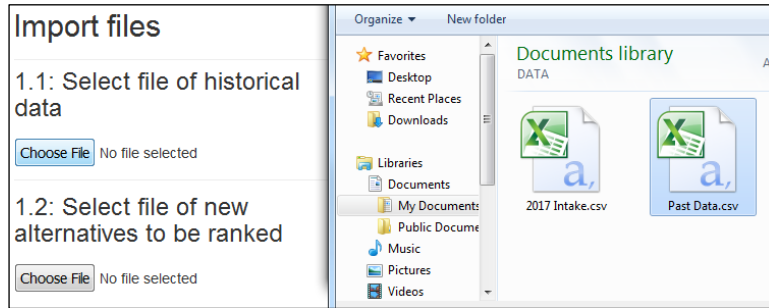 Import files
1.1: Select file of historical
data
Choose File No file selected
1.2: Select file of new
alternatives to be ranked
Choose File No file selected
Organize New folder
Favorites
Desktop
Recent Places
Downloads
Libraries
Documents
My Documents
Public Docume
Music
Pictures
Videos
Documents library
DATA
A
a,
2017 Intake.csv
a,
Past Data.csv